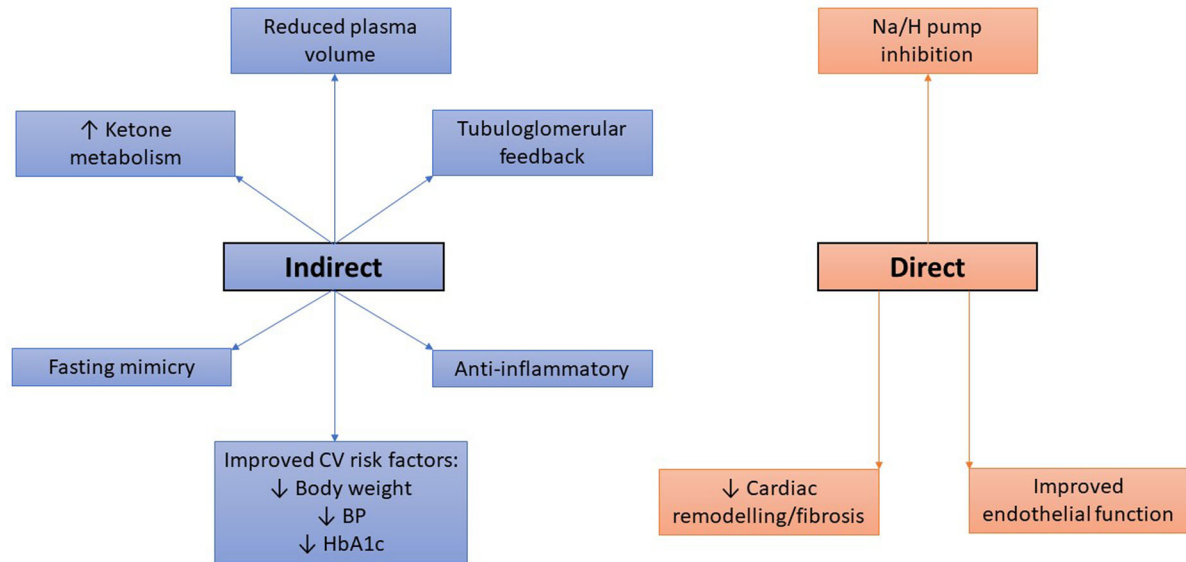 Reduced plasma
volume
↑ Ketone
metabolism
Tubuloglomerular
feedback
Indirect
Fasting mimicry
Anti-inflammatory
Improved CV risk factors:
↓ Body weight
↓ BP
↓ HbA1c
Na/H pump
inhibition
Direct
↓ Cardiac
remodelling/fibrosis
Improved
endothelial function